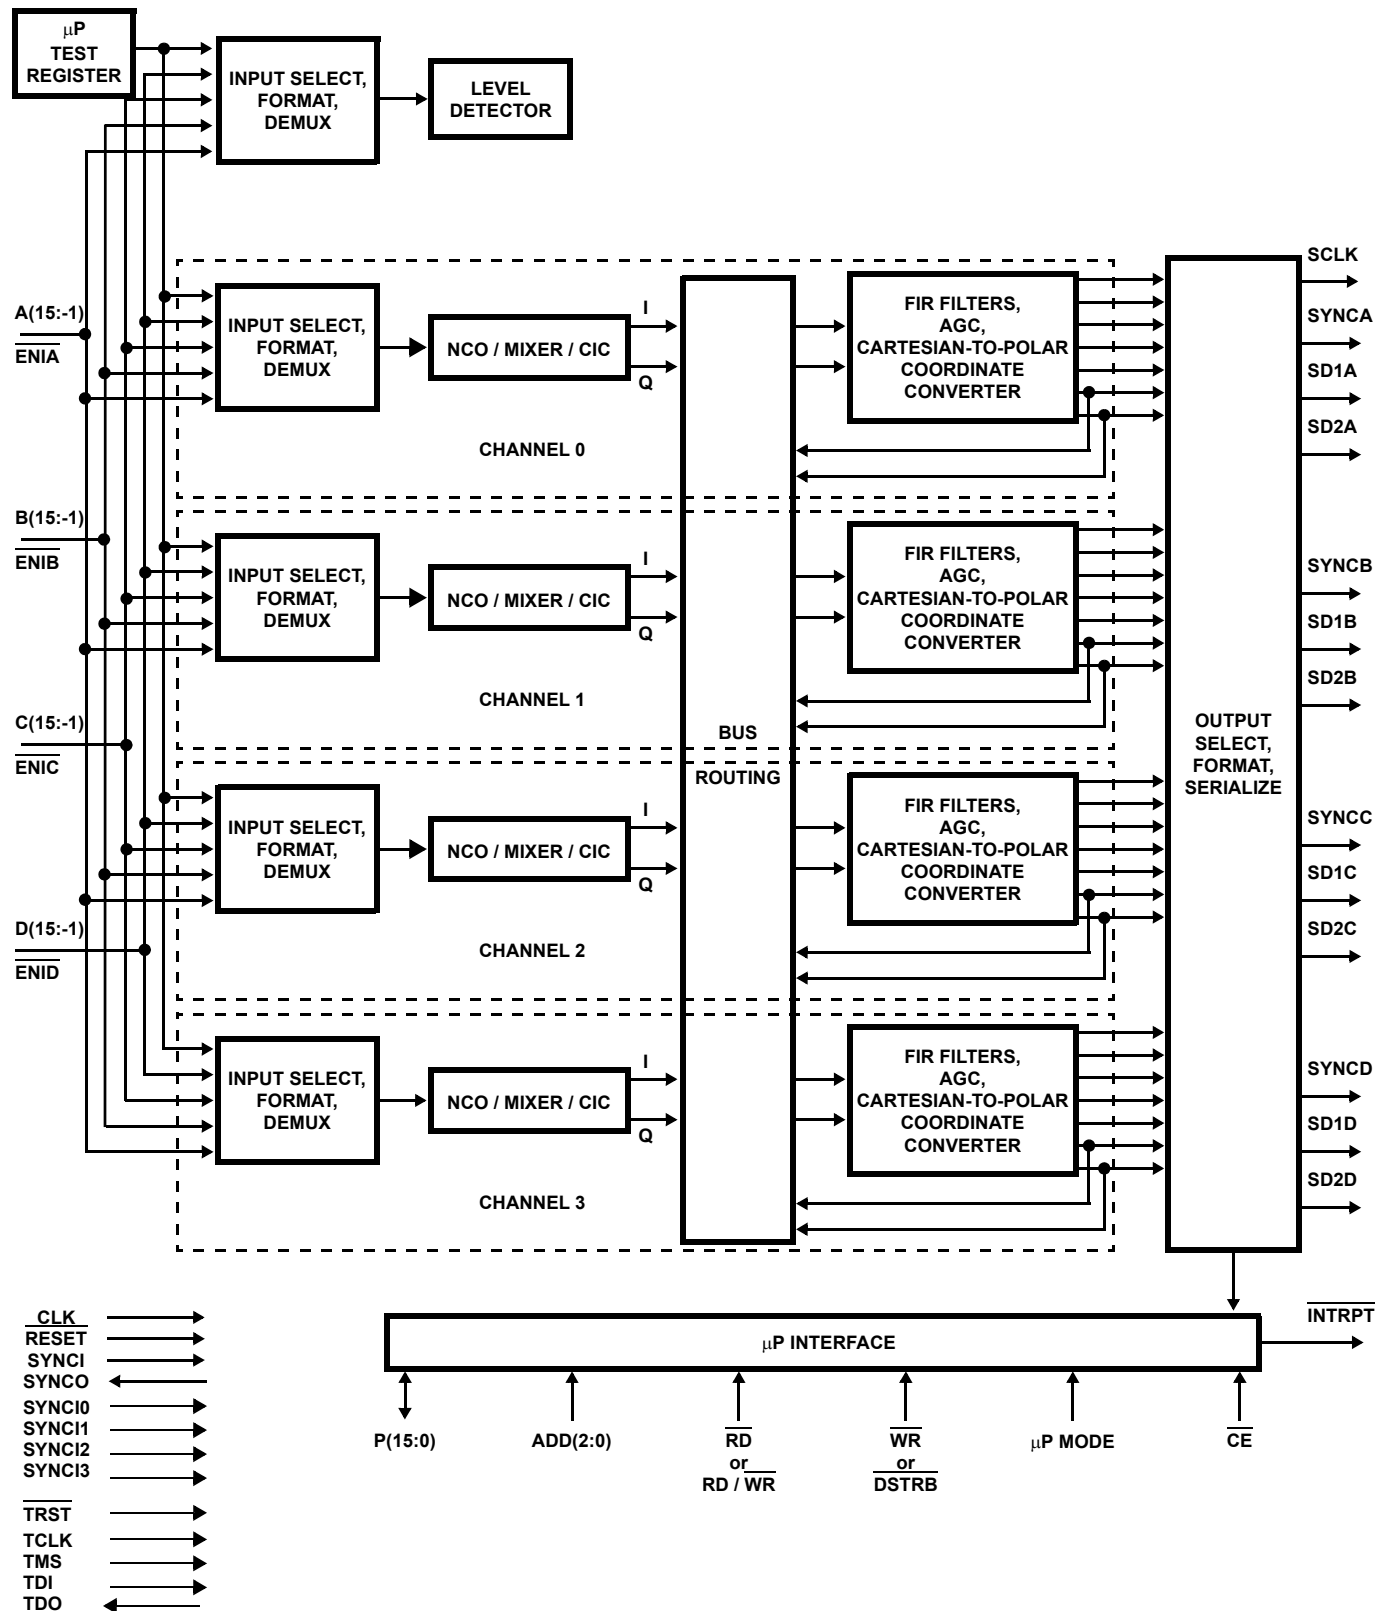 μP
TEST
REGISTER
INPUT SELECT,
FORMAT,
DEMUX
LEVEL
DETECTOR
A(15:-1)
ENIA
B(15:-1)
ENIB
C(15:-1)
ENIC
D(15:-1)
ENID
INPUT SELECT,
FORMAT,
DEMUX
NCO / MIXER / CIC
I
Q
FIR FILTERS,
AGC,
CARTESIAN-TO-POLAR
COORDINATE
CONVERTER
CHANNEL 0
INPUT SELECT,
FORMAT,
DEMUX
NCO / MIXER / CIC
I
Q
FIR FILTERS,
AGC,
CARTESIAN-TO-POLAR
COORDINATE
CONVERTER
CHANNEL 1
BUS
ROUTING
INPUT SELECT,
FORMAT,
DEMUX
NCO / MIXER / CIC
I
Q
FIR FILTERS,
AGC,
CARTESIAN-TO-POLAR
COORDINATE
CONVERTER
CHANNEL 2
INPUT SELECT,
FORMAT,
DEMUX
NCO / MIXER / CIC
I
Q
FIR FILTERS,
AGC,
CARTESIAN-TO-POLAR
COORDINATE
CONVERTER
CHANNEL 3
OUTPUT
SELECT,
FORMAT,
SERIALIZE
SCLK
SYNCA
SD1A
SD2A
SYNCB
SD1B
SD2B
SYNCC
SD1C
SD2C
SYNCD
SD1D
SD2D
CLK
RESET
SYNCI
SYNCO
SYNCI0
SYNCI1
SYNCI2
SYNCI3
TRST
TCLK
TMS
TDI
TDO
μP INTERFACE
INTRPT
P(15:0)
ADD(2:0)
RD
or
RD / WR
WR
or
DSTRB
μP MODE
CE